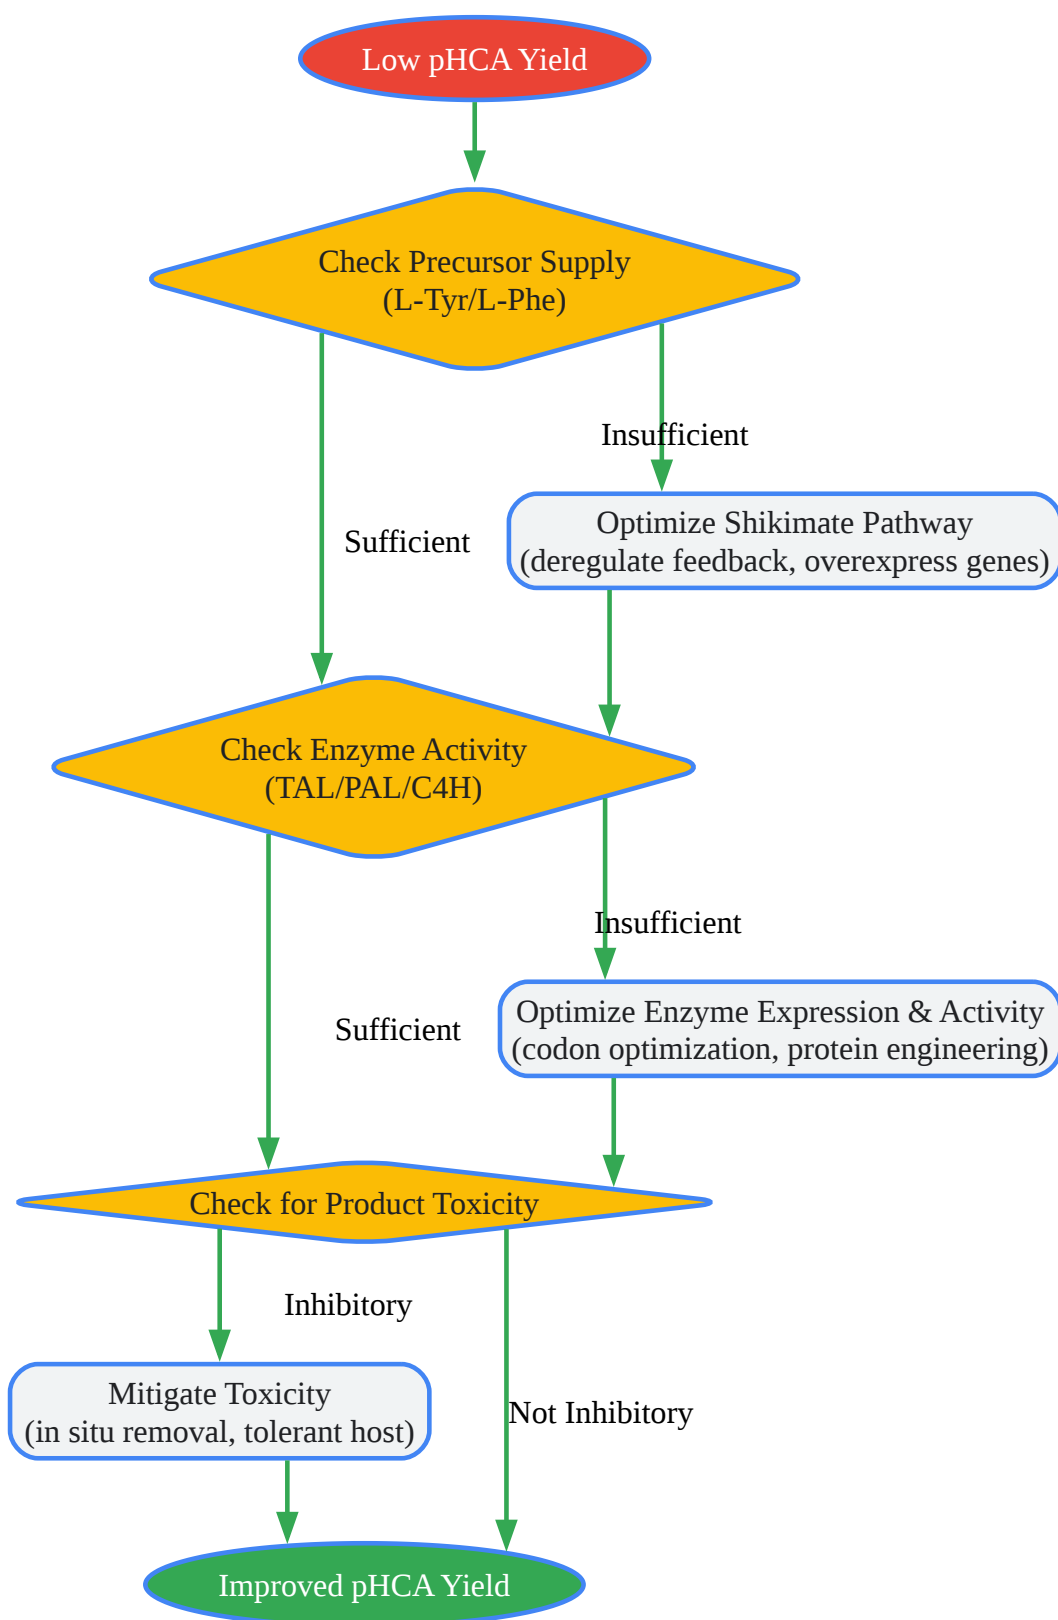 Low pHCA Yield
Check Precursor Supply
(L-Tyr/L-Phe)
Insufficient
Optimize Shikimate Pathway
(deregulate feedback, overexpress genes)
Sufficient
Check Enzyme Activity
(TAL/PAL/C4H)
Insufficient
Optimize Enzyme Expression & Activity
(codon optimization, protein engineering)
Sufficient
Check for Product Toxicity
Inhibitory
Mitigate Toxicity
(in situ removal, tolerant host)
Not Inhibitory
Improved pHCA Yield